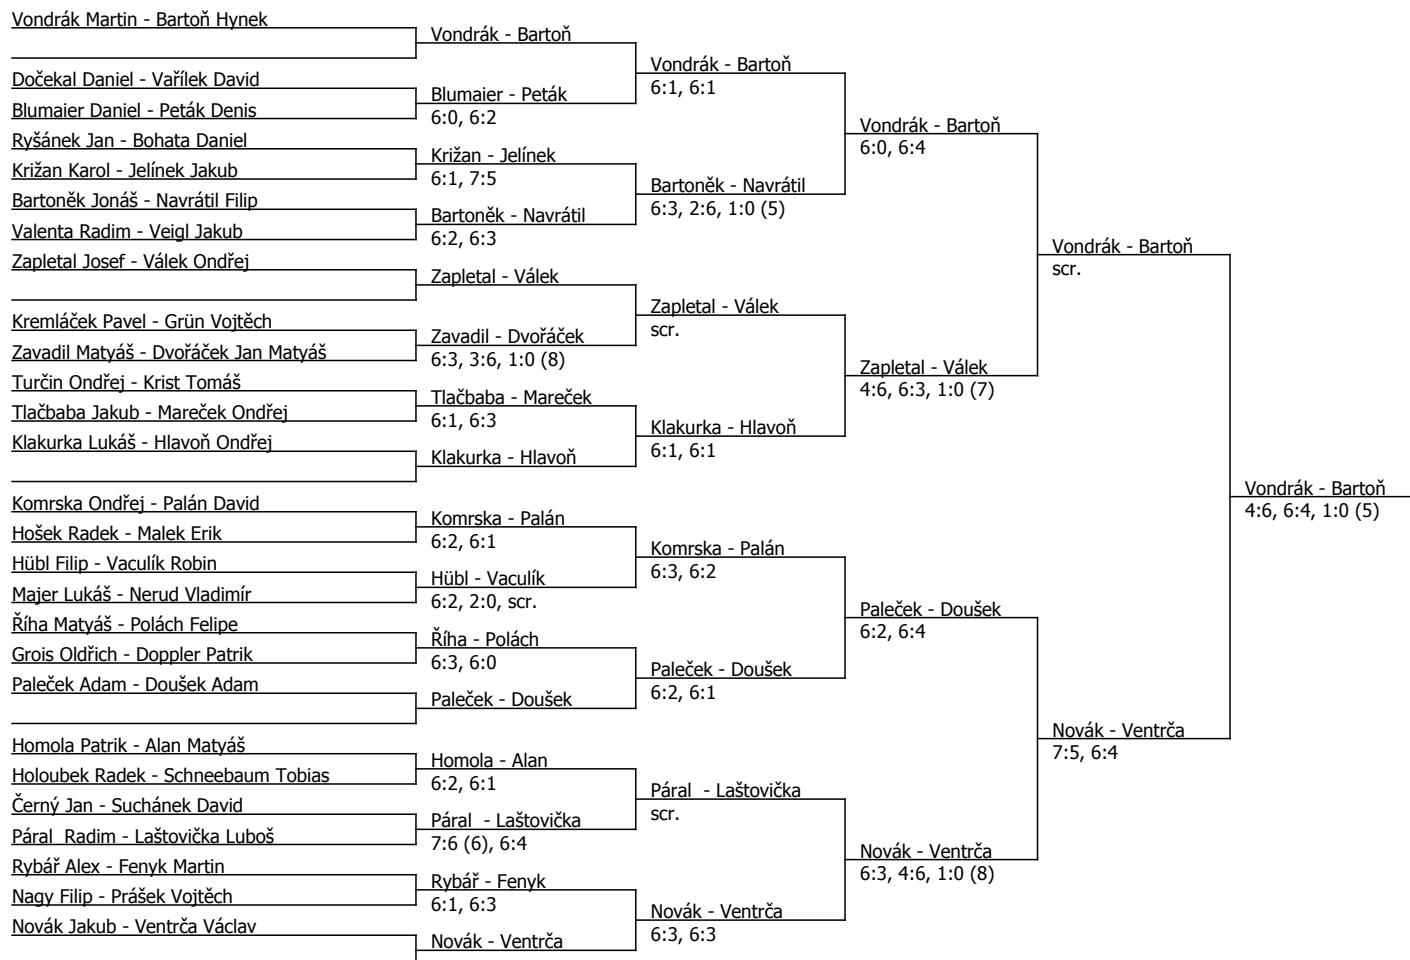 Vondrák Martin - Bartoň Hynek
Dočekal Daniel - Vařílek David
Blumaier Daniel - Peták Denis
Ryšánek Jan - Bohata Daniel
Križan Karol - Jelínek Jakub
Bartoněk Jonáš - Navrátil Filip
Valenta Radim - Veigl Jakub
Zapletal Josef - Válek Ondřej
Kremláček Pavel - Grün Vojtěch
Zavadil Matyáš - Dvořáček Jan Matyáš
Turčin Ondřej - Krist Tomáš
Tlačbaba Jakub - Mareček Ondřej
Klakurka Lukáš - Hlavoň Ondřej
Komrska Ondřej - Palán David
Hošek Radek - Malek Erik
Hübl Filip - Vaculík Robin
Majer Lukáš - Nerud Vladimír
Říha Matyáš - Polách Felipe
Grois Oldřich - Doppler Patrik
Paleček Adam - Doušek Adam
Homola Patrik - Alan Matyáš
Holoubek Radek - Schneebaum Tobias
Černý Jan - Suchánek David
Páral  Radim - Laštovička Luboš
Rybář Alex - Fenyk Martin
Nagy Filip - Prášek Vojtěch
Novák Jakub - Ventrča Václav
Vondrák - Bartoň
Blumaier - Peták
6:0, 6:2
Križan - Jelínek
6:1, 7:5
Bartoněk - Navrátil
6:2, 6:3
Zapletal - Válek
Zavadil - Dvořáček
6:3, 3:6, 1:0 (8)
Tlačbaba - Mareček
6:1, 6:3
Klakurka - Hlavoň
Komrska - Palán
6:2, 6:1
Hübl - Vaculík
6:2, 2:0, scr.
Říha - Polách
6:3, 6:0
Paleček - Doušek
Homola - Alan
6:2, 6:1
Páral  - Laštovička
7:6 (6), 6:4
Rybář - Fenyk
6:1, 6:3
Novák - Ventrča
Vondrák - Bartoň
6:1, 6:1
Bartoněk - Navrátil
6:3, 2:6, 1:0 (5)
Zapletal - Válek
scr.
Klakurka - Hlavoň
6:1, 6:1
Komrska - Palán
6:3, 6:2
Paleček - Doušek
6:2, 6:1
Páral  - Laštovička
scr.
Novák - Ventrča
6:3, 6:3
Vondrák - Bartoň
6:0, 6:4
Zapletal - Válek
4:6, 6:3, 1:0 (7)
Paleček - Doušek
6:2, 6:4
Novák - Ventrča
6:3, 4:6, 1:0 (8)
Vondrák - Bartoň
scr.
Novák - Ventrča
7:5, 6:4
Vondrák - Bartoň
4:6, 6:4, 1:0 (5)